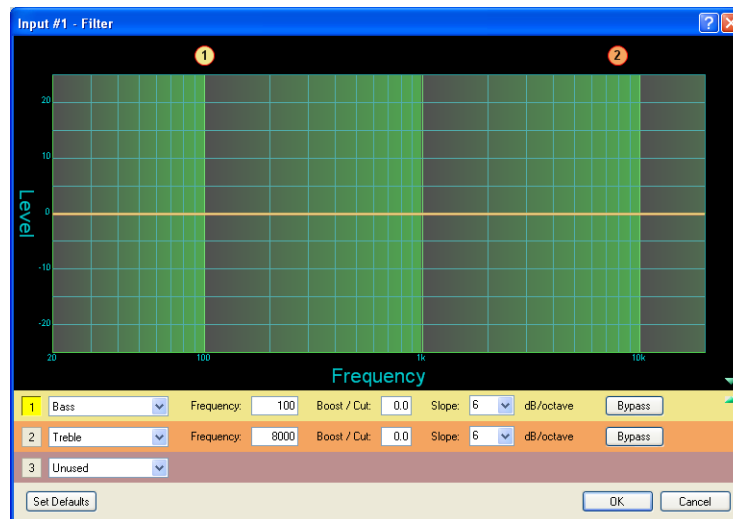 Input #1 - Filter
1 2
20
10
0
-10
-20
Level
20 100 1k 10k
Frequency
1 Bass Frequency: 100 Boost / Cut: 0.0 Slope: 6 dB/octave Bypass
2 Treble Frequency: 8000 Boost / Cut: 0.0 Slope: 6 dB/octave Bypass
3 Unused
Set Defaults OK Cancel